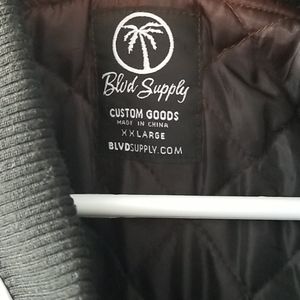 Blvd Supply
CUSTOM GOODS
MADE IN CHINA
XXLARGE
BLVDSUPPLY.COM